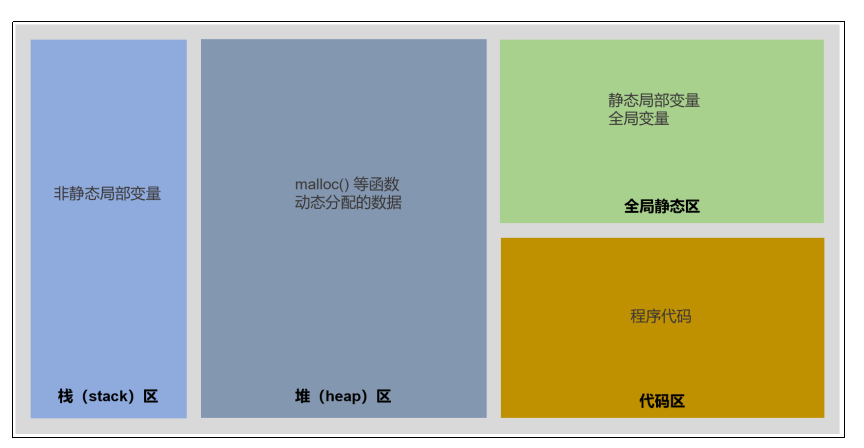 非静态局部变量
栈（stack）区
malloc() 等函数
动态分配的数据
堆（heap）区
静态局部变量
全局变量
全局静态区
程序代码
代码区